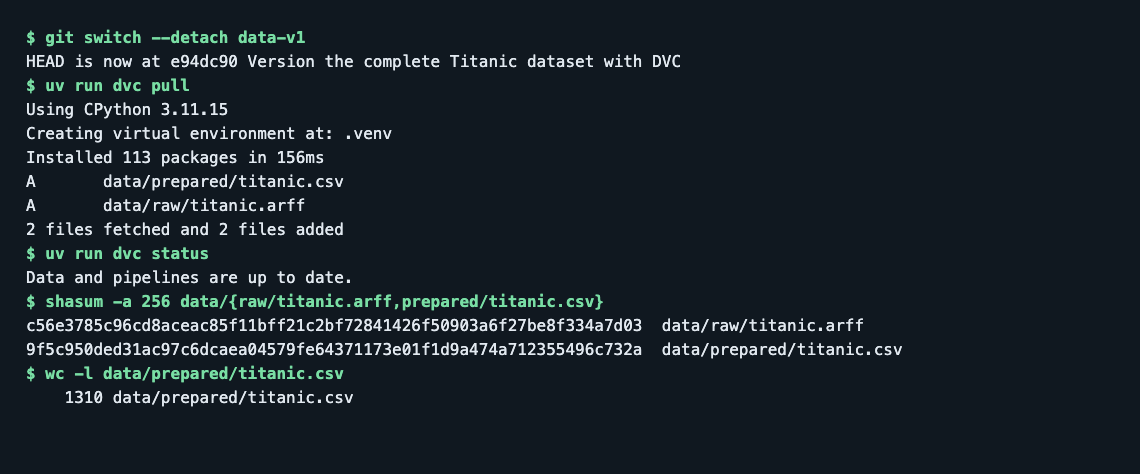 $ git switch --detach data-v1
HEAD is now at e94dc90 Version the complete Titanic dataset with DVC
$ uv run dvc pull
Using CPython 3.11.15
Creating virtual environment at: .venv
Installed 113 packages in 156ms
A       data/prepared/titanic.csv
A       data/raw/titanic.arff
2 files fetched and 2 files added
$ uv run dvc status
Data and pipelines are up to date.
$ shasum -a 256 data/{raw/titanic.arff,prepared/titanic.csv}
c56e3785c96cd8aceac85f11bff21c2bf72841426f50903a6f27be8f334a7d03  data/raw/titanic.arff
9f5c950ded31ac97c6dcaea04579fe64371173e01f1d9a474a712355496c732a  data/prepared/titanic.csv
$ wc -l data/prepared/titanic.csv
    1310 data/prepared/titanic.csv